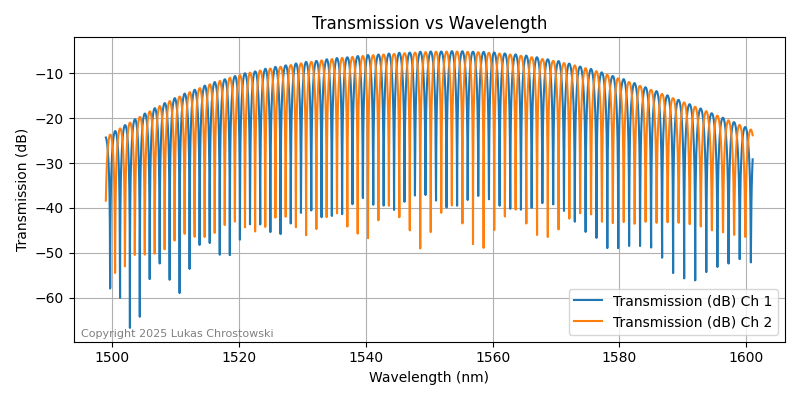 Transmission vs Wavelength
Transmission (dB)
−10
−20
−30
−40
−50
−60
Transmission (dB) Ch 1
Transmission (dB) Ch 2
Copyright 2025 Lukas Chrostowski
1500 1520 1540 1560 1580 1600
Wavelength (nm)